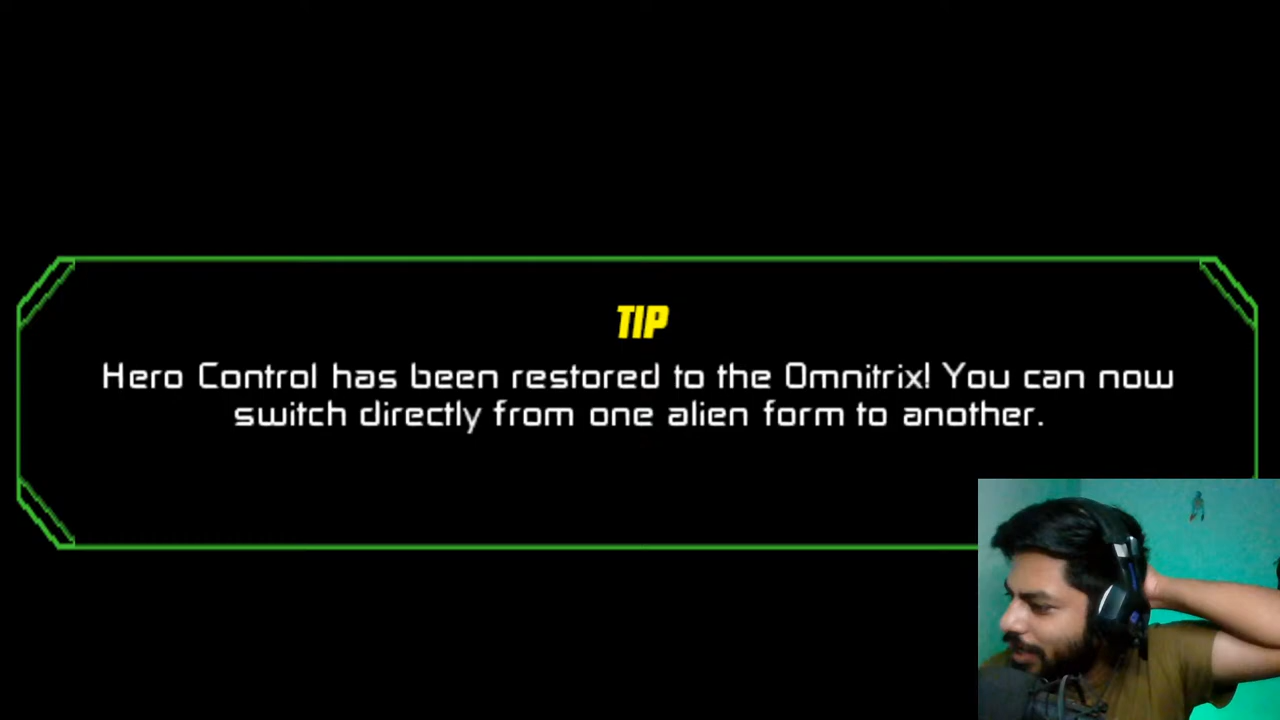 TIP
Hero Control has been restored to the Omnitrix! You can now
switch directly from one alien form to another.